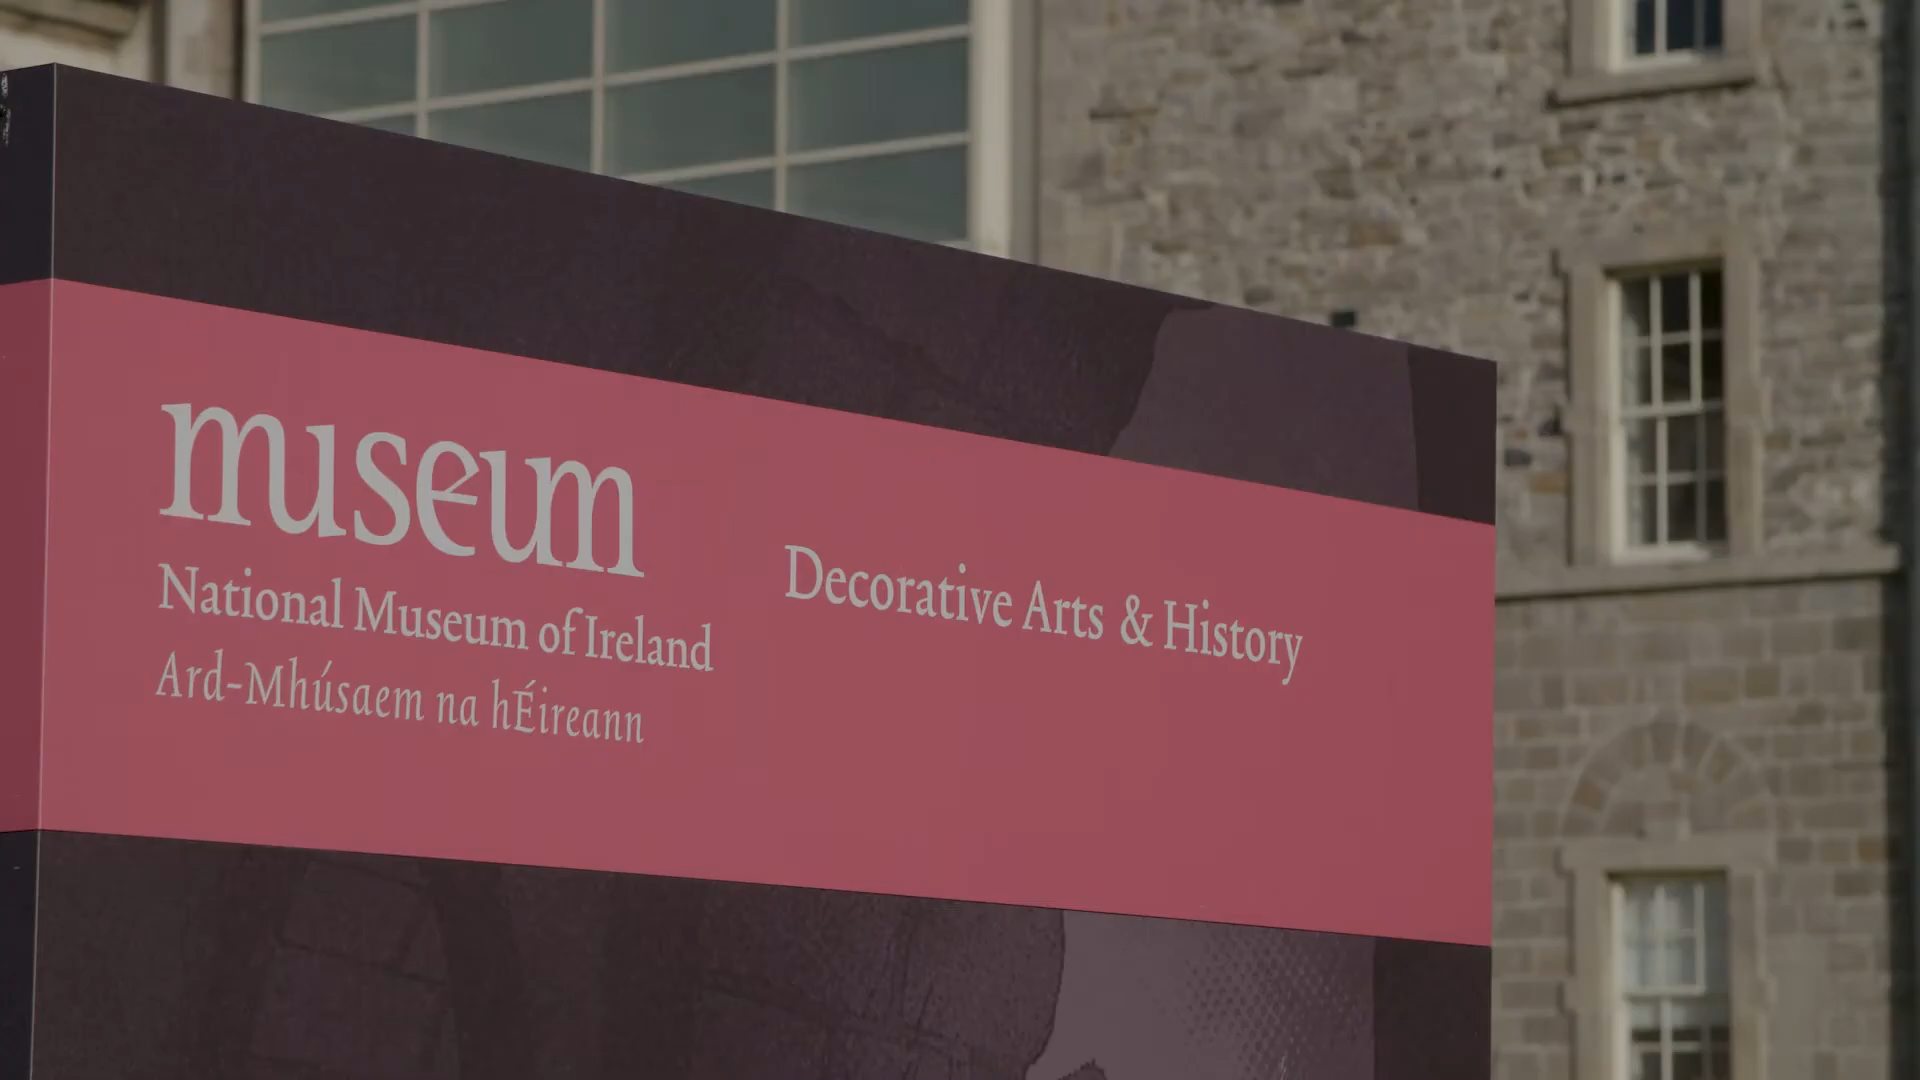 museum
National Museum of Ireland
Ard-Mhúsaem na hÉireann
Decorative Arts & History